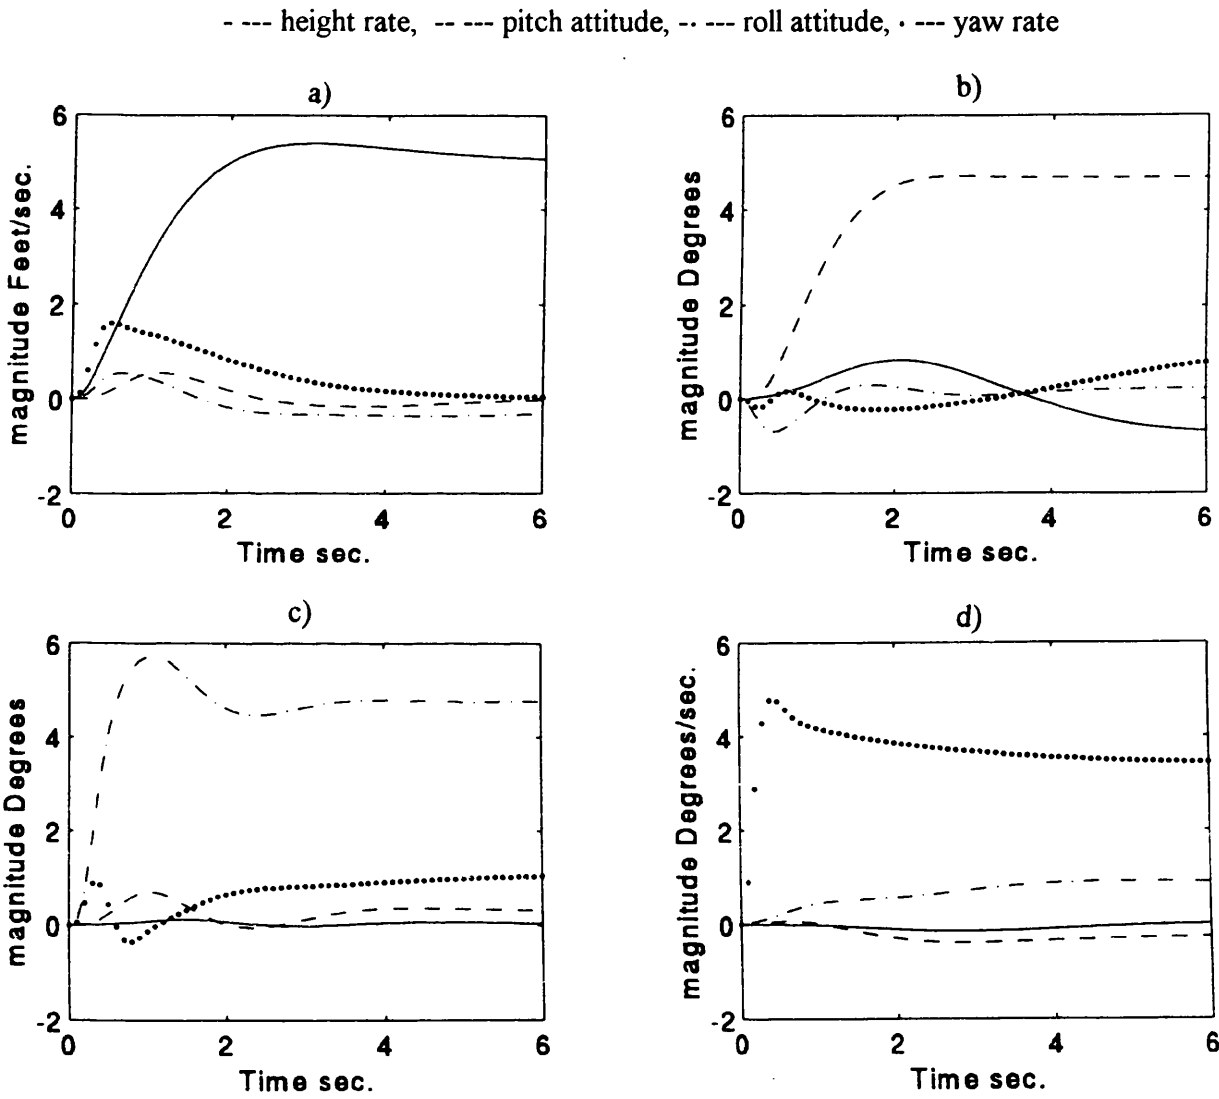 - --- height rate, -- --- pitch attitude, -· --- roll attitude, · --- yaw rate
a)
6
4
2
0
-2
magnitude Feet/sec.
0 2 4 6
Time sec.
b)
6
4
2
0
-2
magnitude Degrees
0 2 4 6
Time sec.
c)
6
4
2
0
-2
magnitude Degrees
0 2 4 6
Time sec.
d)
6
4
2
0
-2
magnitude Degrees/sec.
0 2 4 6
Time sec.